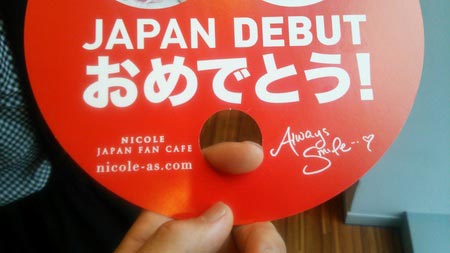 JAPAN DEBUT
おめでとう!
NICOLE
JAPAN FAN CAFE
nicole-as.com
Always
Smile...♡